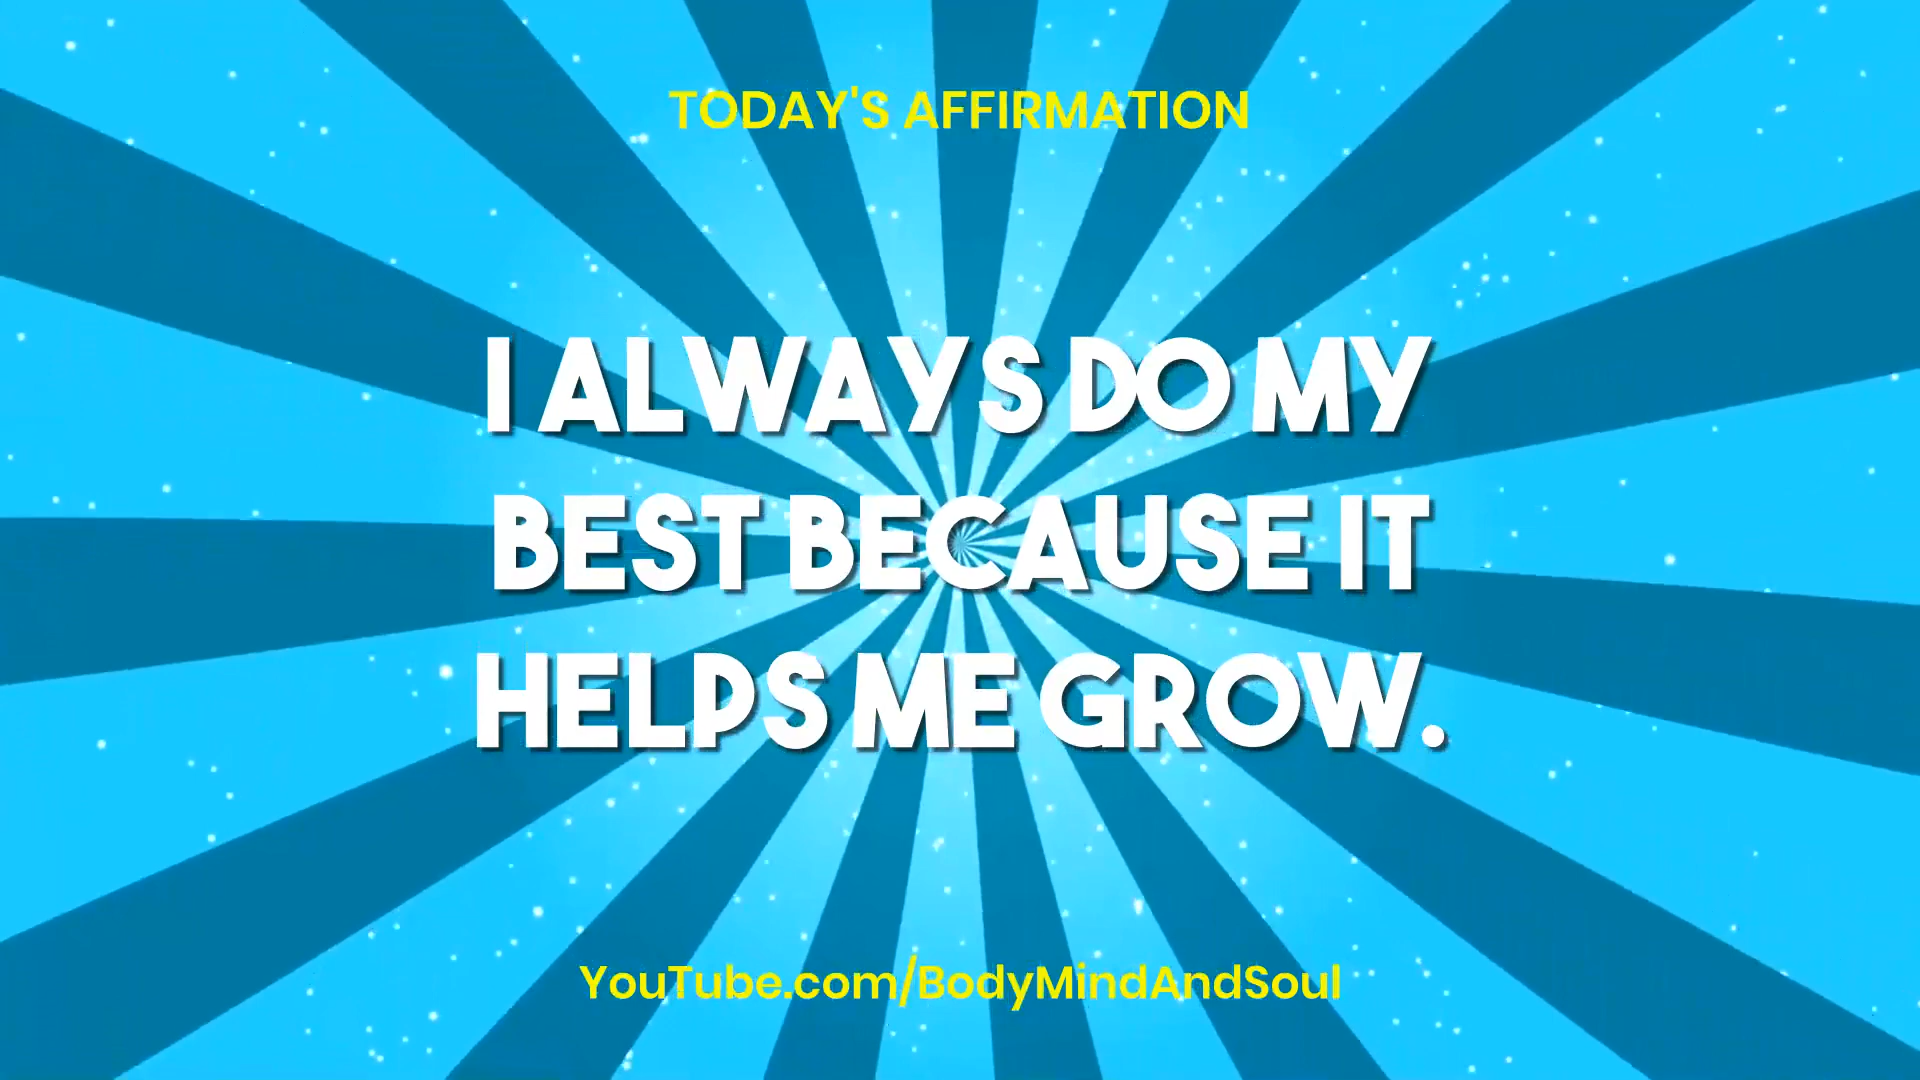 TODAY'S AFFIRMATION
I ALWAYS DO MY
BEST BECAUSE IT
HELPS ME GROW.
YouTube.com/BodyMindAndSoul